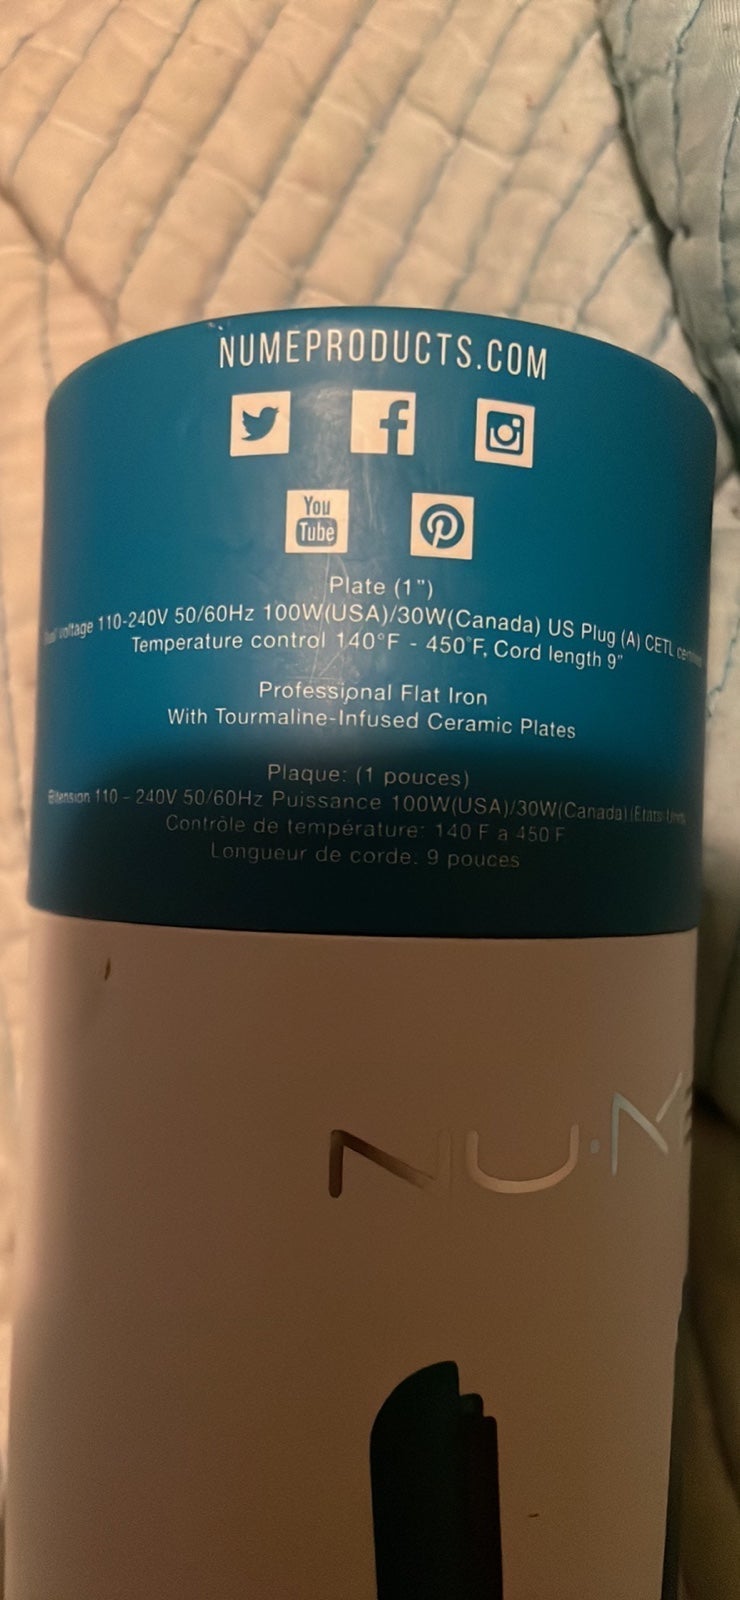 NUMEPRODUCTS.COM
You
Tube
Plate (1")
Dual voltage 110-240V 50/60Hz 100W(USA)/30W(Canada) US Plug (A) CETL
Temperature control 140°F - 450°F, Cord length 9"
Professional Flat Iron
With Tourmaline-Infused Ceramic Plates
Plaque: (1 pouces)
110 - 240V 50/60Hz Puissance 100W(USA)/30W(Canada)
Contrôle de température: 140 F a 450 F
Longueur de corde: 9 pouces
NU·M